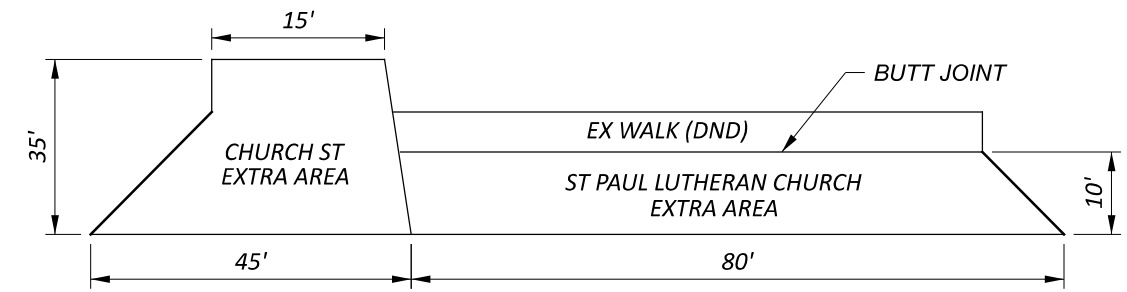 15'
BUTT JOINT
35'
EX WALK (DND)
CHURCH ST
EXTRA AREA
ST PAUL LUTHERAN CHURCH
EXTRA AREA
10'
45'
80'